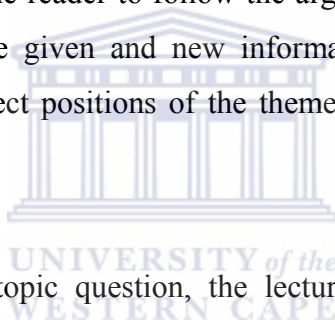 e reader to follow the arg
e given and new informa
ect positions of the theme
UNIVERSITY of the
topic question, the lectur
WESTERN CAPE